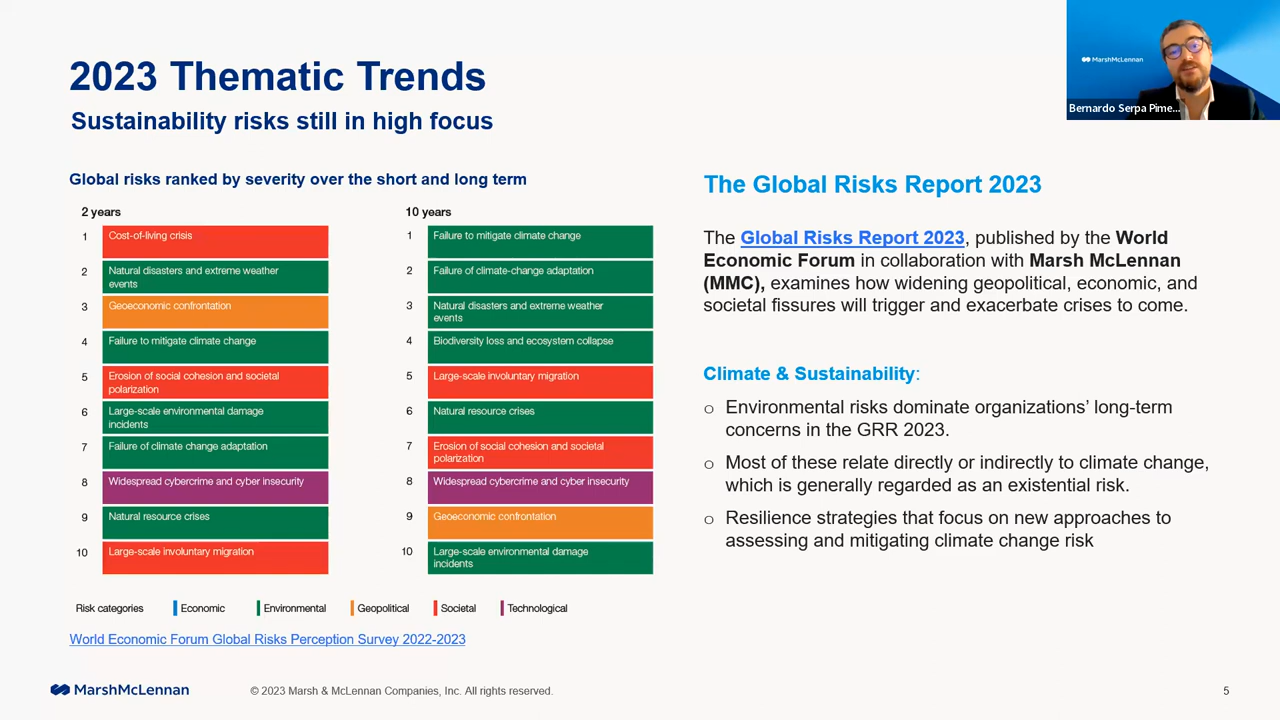 2023 Thematic Trends
Sustainability risks still in high focus
MarshMcLennan
Bernardo Serpa Pime...
Global risks ranked by severity over the short and long term
2 years
1 Cost-of-living crisis
2 Natural disasters and extreme weather
events
3 Geoeconomic confrontation
4 Failure to mitigate climate change
5 Erosion of social cohesion and societal
polarization
6 Large-scale environmental damage
incidents
7 Failure of climate change adaptation
8 Widespread cybercrime and cyber insecurity
9 Natural resource crises
10 Large-scale involuntary migration
10 years
1 Failure to mitigate climate change
2 Failure of climate-change adaptation
3 Natural disasters and extreme weather
events
4 Biodiversity loss and ecosystem collapse
5 Large-scale involuntary migration
6 Natural resource crises
7 Erosion of social cohesion and societal
polarization
8 Widespread cybercrime and cyber insecurity
9 Geoeconomic confrontation
10 Large-scale environmental damage
incidents
Risk categories Economic Environmental Geopolitical Societal Technological
World Economic Forum Global Risks Perception Survey 2022-2023
The Global Risks Report 2023
The Global Risks Report 2023, published by the World
Economic Forum in collaboration with Marsh McLennan
(MMC), examines how widening geopolitical, economic, and
societal fissures will trigger and exacerbate crises to come.
Climate & Sustainability:
o Environmental risks dominate organizations’ long-term
concerns in the GRR 2023.
o Most of these relate directly or indirectly to climate change,
which is generally regarded as an existential risk.
o Resilience strategies that focus on new approaches to
assessing and mitigating climate change risk
MarshMcLennan
© 2023 Marsh & McLennan Companies, Inc. All rights reserved.
5